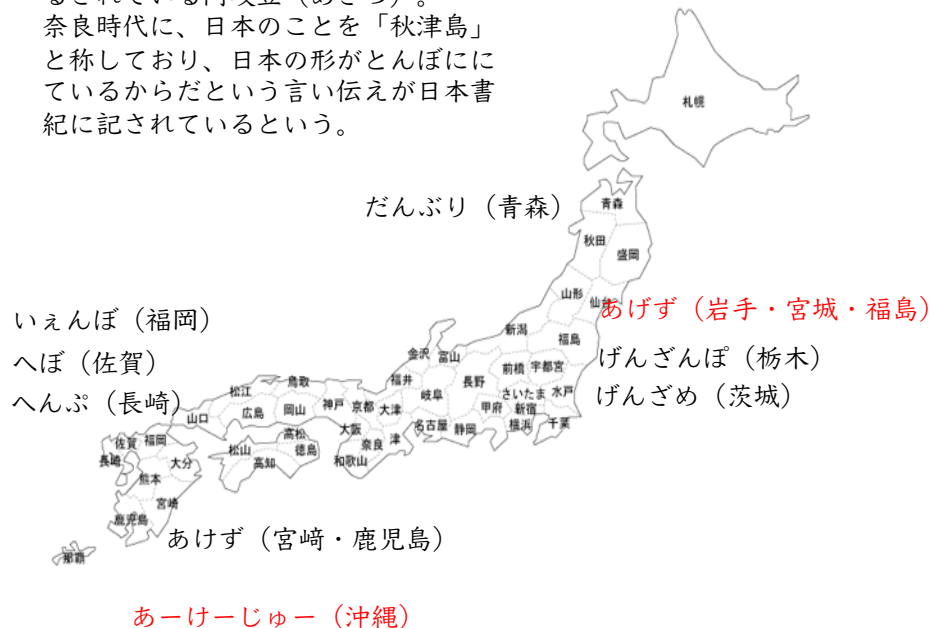 るされている
奈良時代に、日本のことを「秋津島」
と称しており、日本の形がとんぼにに
ているからだという言い伝えが日本書
紀に記されているという。
札幌
だんぶり（青森）
青森
秋田
盛岡
山形
仙台
あげず（岩手・宮城・福島）
いぇんぼ（福岡）
へぼ（佐賀）
へんぷ（長崎）
新潟
福島
げんざんぽ（栃木）
げんざめ（茨城）
金沢
富山
前橋
宇都宮
長野
福井
岐阜
さいたま
水戸
甲府
新宿
横浜
千葉
名古屋
静岡
鳥取
松江
広島
岡山
神戸
京都
大津
山口
大阪
奈良
津
和歌山
高松
徳島
松山
高知
佐賀
福岡
長崎
大分
熊本
宮崎
鹿児島
あけず（宮﨑・鹿児島）
那覇
あーけーじゅー（沖縄）